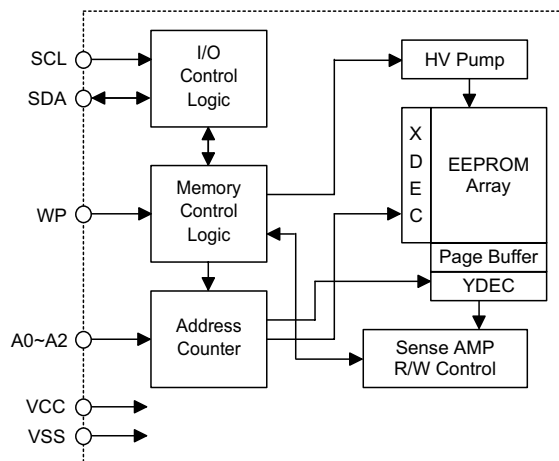 SCL
SDA
WP
A0~A2
VCC
VSS
I/O
Control
Logic
Memory
Control
Logic
Address
Counter
HV Pump
X
D
E
C
EEPROM
Array
Page Buffer
YDEC
Sense AMP
R/W Control